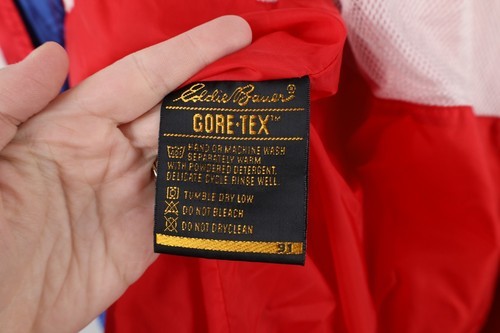 Eddie Bauer®
GORE-TEX™
HAND OR MACHINE WASH
SEPARATELY WARM
WITH POWDERED DETERGENT.
DELICATE CYCLE. RINSE WELL.
TUMBLE DRY LOW
DO NOT BLEACH
DO NOT DRYCLEAN